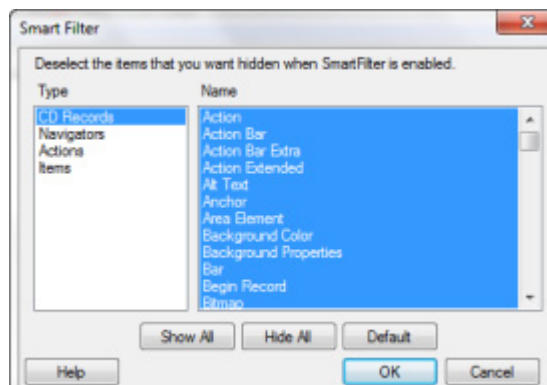 Smart Filter
Deselect the items that you want hidden when SmartFilter is enabled.
Type
CD Records
Navigators
Actions
Items
Name
Action
Action Bar
Action Bar Extra
Action Extended
Alt Text
Anchor
Area Element
Background Color
Background Properties
Bar
Begin Record
Bitmap
Show All Hide All Default
Help OK Cancel